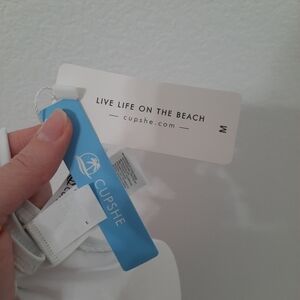 LIVE LIFE ON THE BEACH
— cupshe.com —
M
CUPSHE